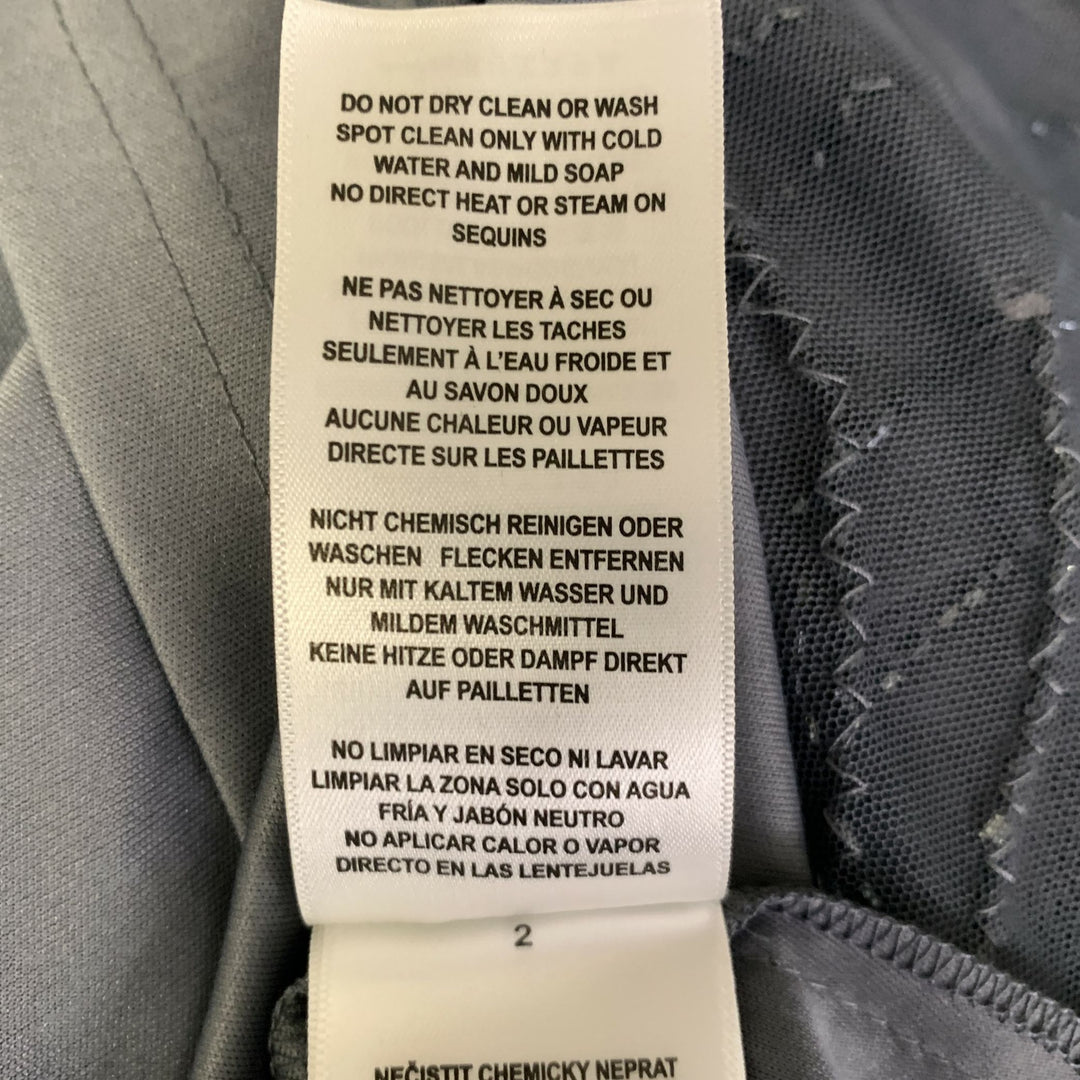 DO NOT DRY CLEAN OR WASH
SPOT CLEAN ONLY WITH COLD
WATER AND MILD SOAP
NO DIRECT HEAT OR STEAM ON
SEQUINS
NE PAS NETTOYER À SEC OU
NETTOYER LES TACHES
SEULEMENT À L'EAU FROIDE ET
AU SAVON DOUX
AUCUNE CHALEUR OU VAPEUR
DIRECTE SUR LES PAILLETTES
NICHT CHEMISCH REINIGEN ODER
WASCHEN FLECKEN ENTFERNEN
NUR MIT KALTEM WASSER UND
MILDEM WASCHMITTEL
KEINE HITZE ODER DAMPF DIREKT
AUF PAILLETTEN
NO LIMPIAR EN SECO NI LAVAR
LIMPIAR LA ZONA SOLO CON AGUA
FRÍA Y JABÓN NEUTRO
NO APLICAR CALOR O VAPOR
DIRECTO EN LAS LENTEJUELAS
2
NEČISTIT CHEMICKY NEPRAT